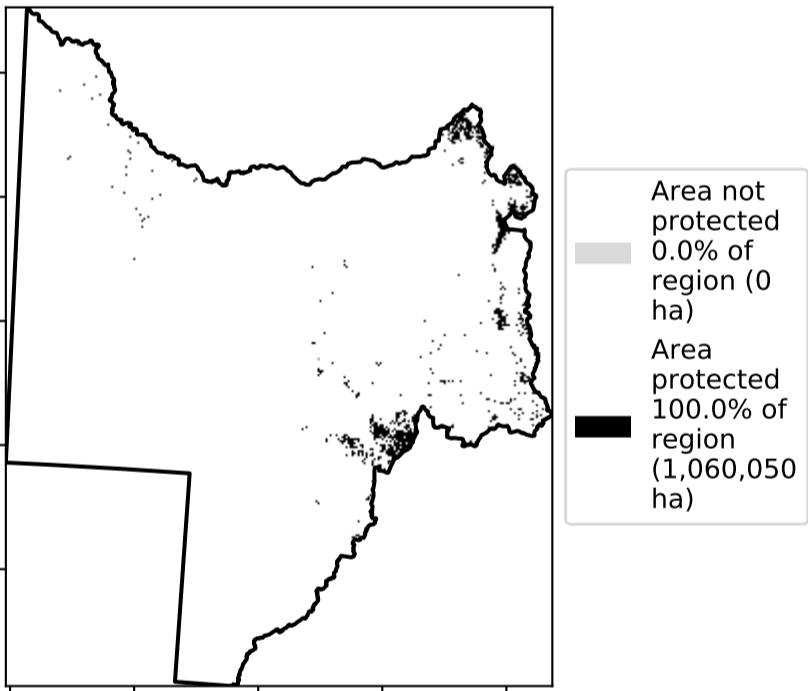 Area not
protected
0.0% of
region (0
ha)
Area
protected
100.0% of
region
(1,060,050
ha)